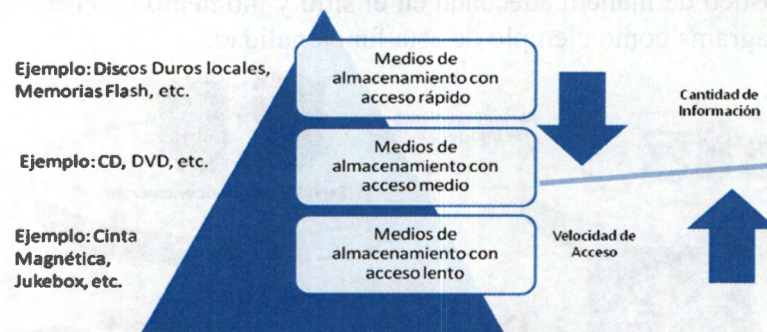 Ejemplo: Discos Duros locales,
Memorias Flash, etc.
Medios de
almacenamiento con
acceso rápido
Cantidad de
Información
Ejemplo: CD, DVD, etc.
Medios de
almacenamiento con
acceso medio
Ejemplo: Cinta
Magnética,
Jukebox, etc.
Medios de
almacenamiento con
acceso lento
Velocidad de
Acceso